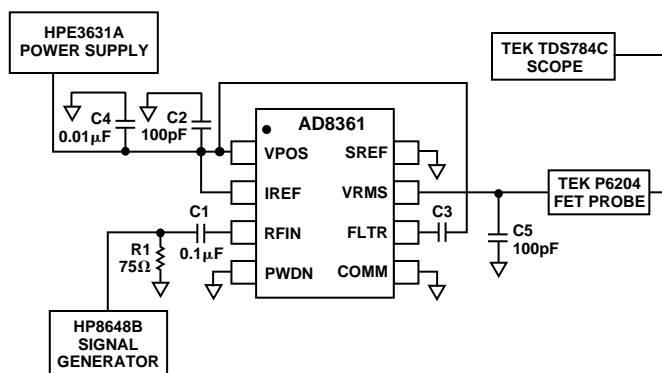 HPE3631A
POWER SUPPLY
TEK TDS784C
SCOPE
C4
0.01μF
C2
100pF
AD8361
VPOS
SREF
IREF
VRMS
TEK P6204
FET PROBE
C1
0.1μF
RFIN
FLTR
C3
R1
75Ω
C5
100pF
PWDN
COMM
HP8648B
SIGNAL
GENERATOR